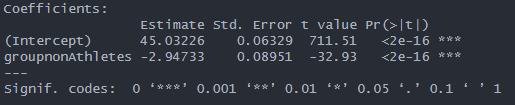 Coefficients:
Estimate Std. Error t value Pr(>|t|)
(Intercept) 45.03226 0.06329 711.51 <2e-16 ***
groupnonAthletes -2.94733 0.08951 -32.93 <2e-16 ***
---
Signif. codes: 0 ‘***’ 0.001 ‘**’ 0.01 ‘*’ 0.05 ‘.’ 0.1 ‘ ’ 1